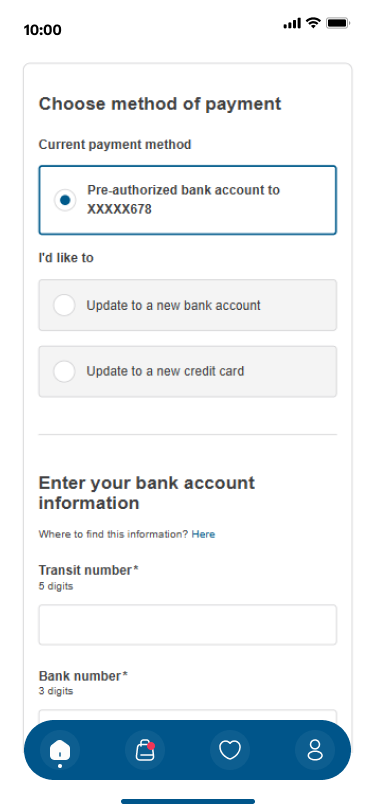 10:00
Choose method of payment
Current payment method
Pre-authorized bank account to
XXXXX678
I'd like to
Update to a new bank account
Update to a new credit card
Enter your bank account
information
Where to find this information? Here
Transit number*
5 digits
Bank number*
3 digits